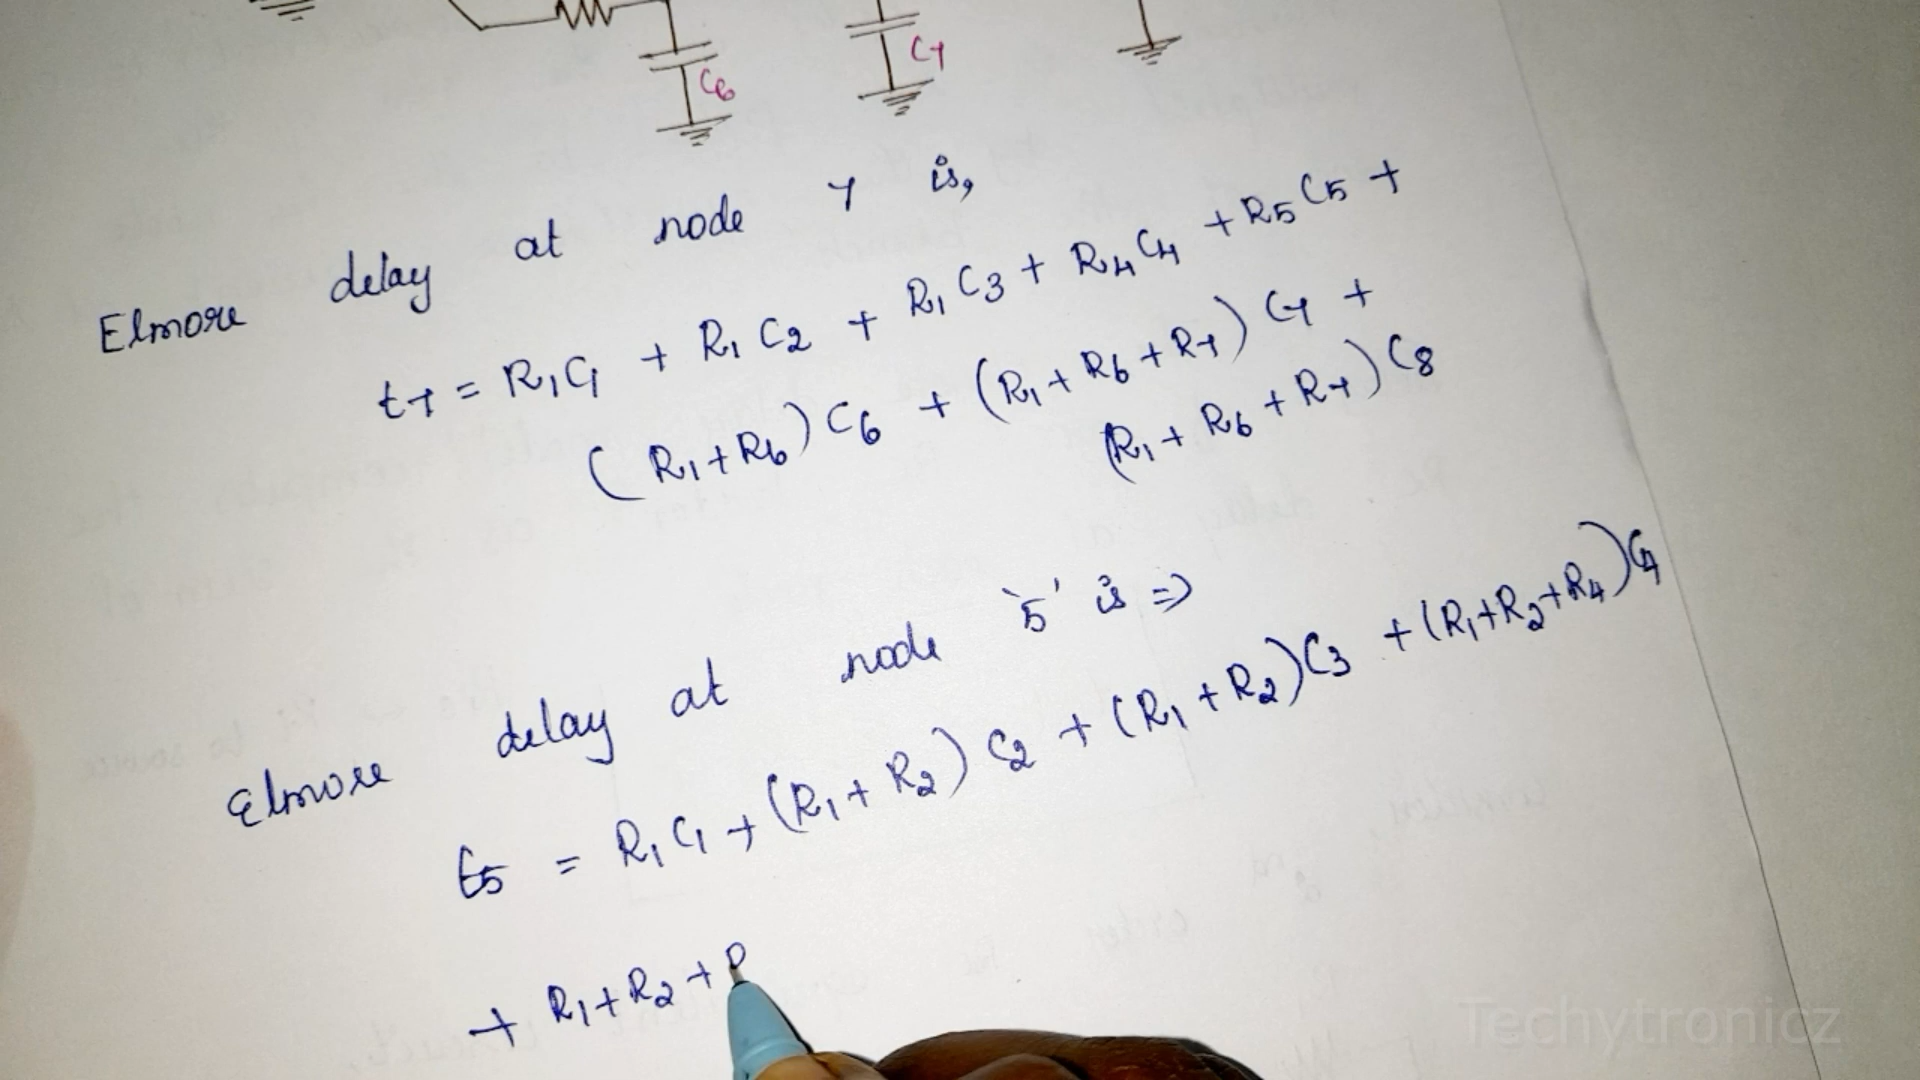 C6
C7
Elmore delay at node 7 is,
t7 = R1C1 + R1C2 + R1C3 + R4C4 + R5C5 +
(R1+R6)C6 + (R1+R6+R7)C7 +
(R1+R6+R7)C8
Elmore delay at node '5' is ⇒
t5 = R1C1 + (R1+R2)C2 + (R1+R2)C3 + (R1+R2+R4)C4
+ R1+R2+R
Techytronicz